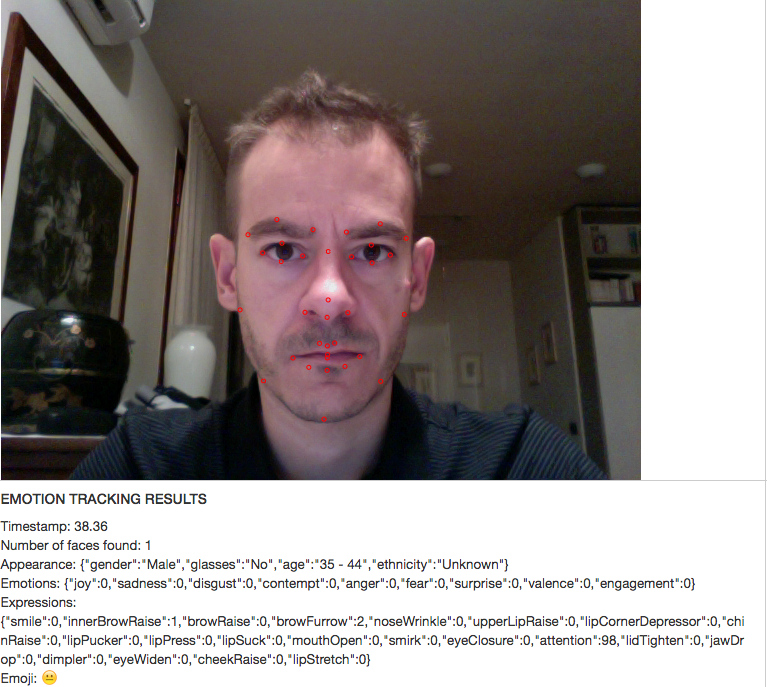 EMOTION TRACKING RESULTS
Timestamp: 38.36
Number of faces found: 1
Appearance: {"gender":"Male","glasses":"No","age":"35 - 44","ethnicity":"Unknown"}
Emotions: {"joy":0,"sadness":0,"disgust":0,"contempt":0,"anger":0,"fear":0,"surprise":0,"valence":0,"engagement":0}
Expressions:
{"smile":0,"innerBrowRaise":1,"browRaise":0,"browFurrow":2,"noseWrinkle":0,"upperLipRaise":0,"lipCornerDepressor":0,"chi
nRaise":0,"lipPucker":0,"lipPress":0,"lipSuck":0,"mouthOpen":0,"smirk":0,"eyeClosure":0,"attention":98,"lidTighten":0,"jawDr
op":0,"dimpler":0,"eyeWiden":0,"cheekRaise":0,"lipStretch":0}
Emoji: 😐